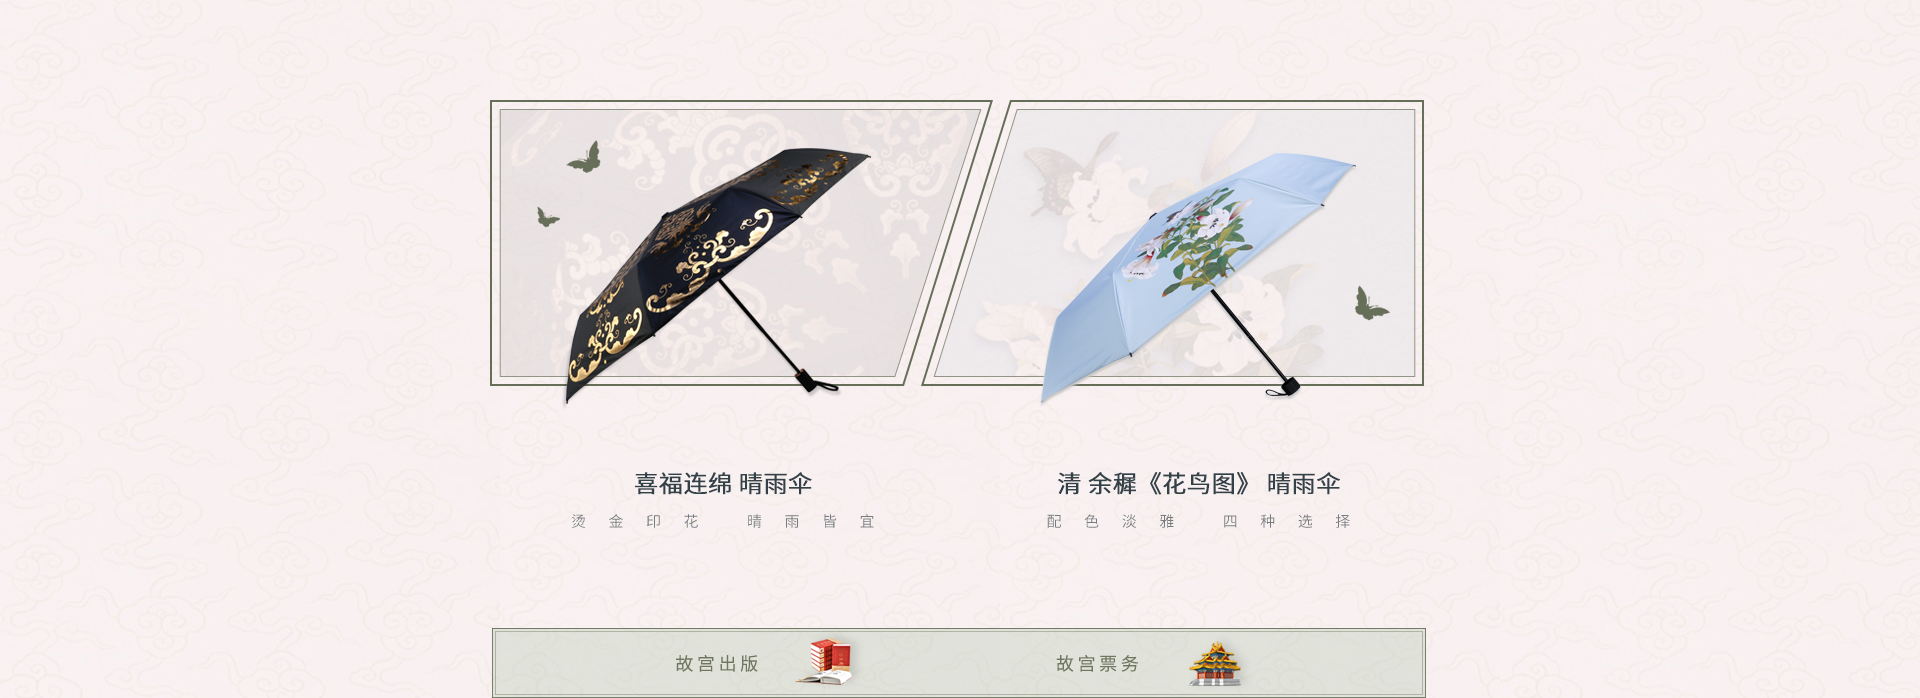 喜福连绵 晴雨伞
烫金印花 晴雨皆宜
清 余穉《花鸟图》 晴雨伞
配色淡雅 四种选择
故宫出版
故宫票务